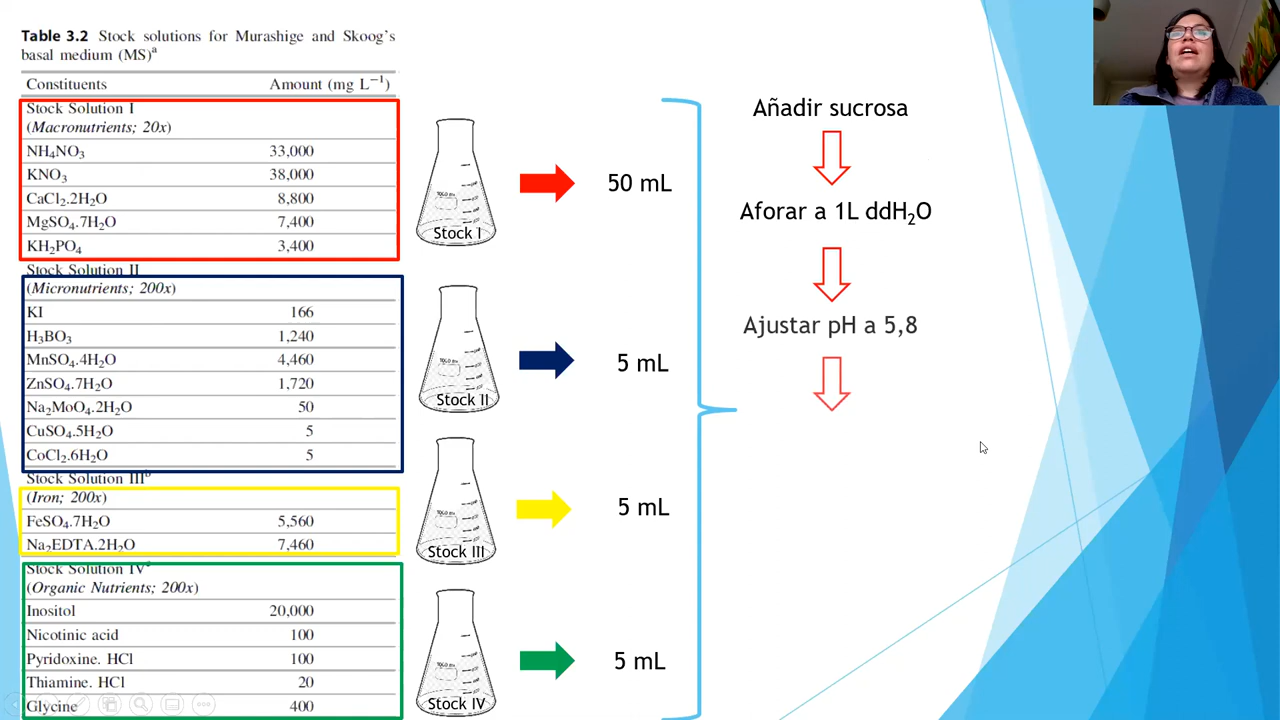 Table 3.2 Stock solutions for Murashige and Skoog's
basal medium (MS)ᵃ
Constituents Amount (mg L⁻¹)
Stock Solution I
(Macronutrients; 20x)
NH₄NO₃ 33,000
KNO₃ 38,000
CaCl₂.2H₂O 8,800
MgSO₄.7H₂O 7,400
KH₂PO₄ 3,400
Stock Solution II
(Micronutrients; 200x)
KI 166
H₃BO₃ 1,240
MnSO₄.4H₂O 4,460
ZnSO₄.7H₂O 1,720
Na₂MoO₄.2H₂O 50
CuSO₄.5H₂O 5
CoCl₂.6H₂O 5
Stock Solution IIIᵇ
(Iron; 200x)
FeSO₄.7H₂O 5,560
Na₂EDTA.2H₂O 7,460
Stock Solution IVᶜ
(Organic Nutrients; 200x)
Inositol 20,000
Nicotinic acid 100
Pyridoxine. HCl 100
Thiamine. HCl 20
Glycine 400
Stock I
50 mL
Stock II
5 mL
Stock III
5 mL
Stock IV
5 mL
Añadir sucrosa
Aforar a 1L ddH₂O
Ajustar pH a 5,8